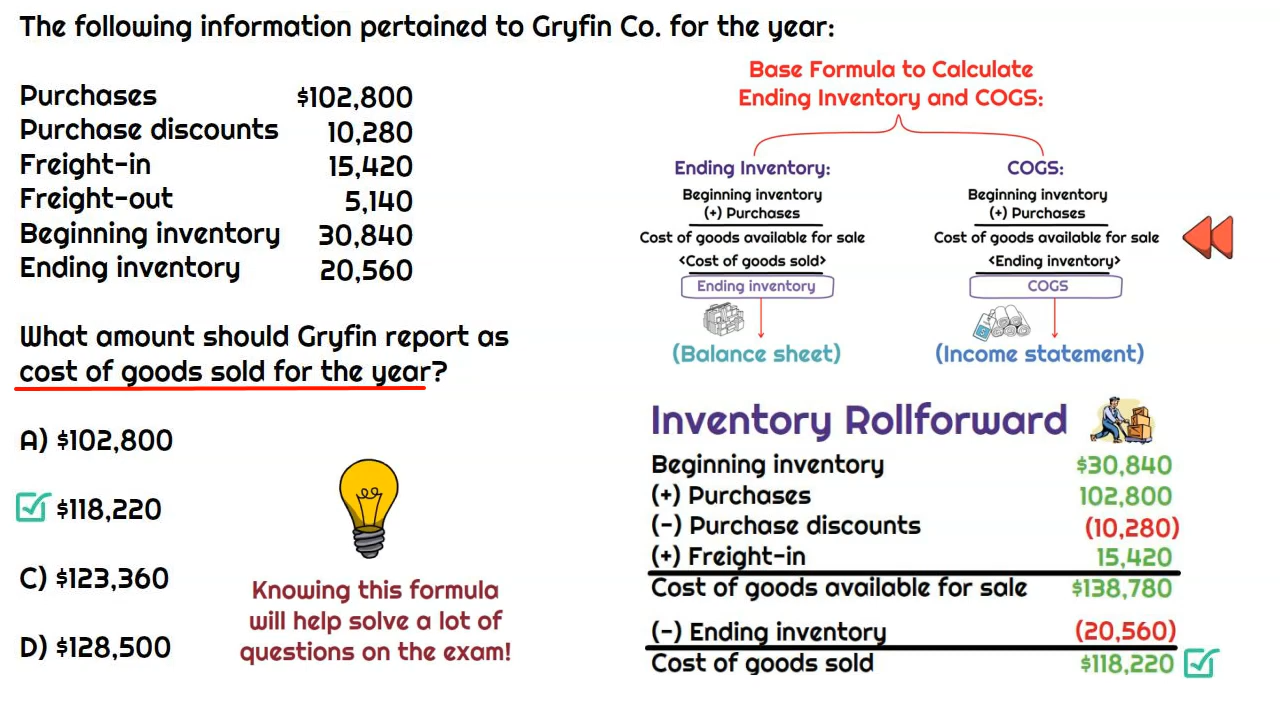 The following information pertained to Gryfin Co. for the year:
Purchases $102,800
Purchase discounts 10,280
Freight-in 15,420
Freight-out 5,140
Beginning inventory 30,840
Ending inventory 20,560
What amount should Gryfin report as
cost of goods sold for the year?
A) $102,800
$118,220
C) $123,360
D) $128,500
Knowing this formula
will help solve a lot of
questions on the exam!
Base Formula to Calculate
Ending Inventory and COGS:
Ending Inventory:
Beginning inventory
(+) Purchases
Cost of goods available for sale
<Cost of goods sold>
Ending inventory
(Balance sheet)
COGS:
Beginning inventory
(+) Purchases
Cost of goods available for sale
<Ending inventory>
COGS
(Income statement)
Inventory Rollforward
Beginning inventory $30,840
(+) Purchases 102,800
(-) Purchase discounts (10,280)
(+) Freight-in 15,420
Cost of goods available for sale $138,780
(-) Ending inventory (20,560)
Cost of goods sold $118,220